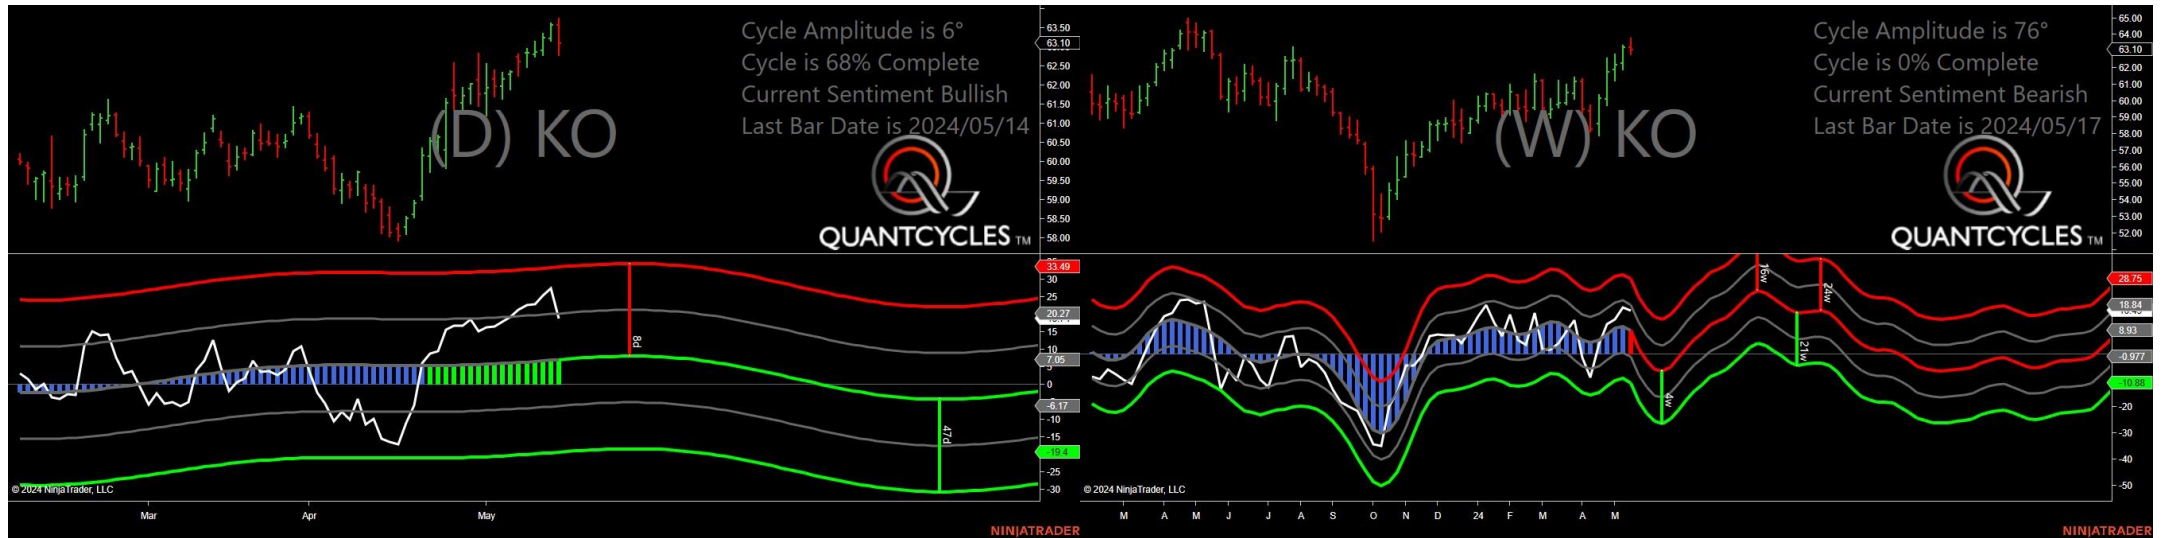 Cycle Amplitude is 6°
Cycle is 68% Complete
Current Sentiment Bullish
Last Bar Date is 2024/05/14
(D) KO
QUANTCYCLES TM
63.50
63.10
62.50
62.00
61.50
61.00
60.50
60.00
59.50
59.00
58.50
58.00
33.49
30
25
20.27
15
10
7.05
0
-6.17
-10
-15
-19.4
-25
-30
8d
47d
© 2024 NinjaTrader, LLC
Mar
Apr
May
NINJATRADER
Cycle Amplitude is 76°
Cycle is 0% Complete
Current Sentiment Bearish
Last Bar Date is 2024/05/17
(W) KO
QUANTCYCLES TM
65.00
64.00
63.10
62.00
61.00
60.00
59.00
58.00
57.00
56.00
55.00
54.00
53.00
52.00
28.75
18.84
8.93
-0.977
-10.88
-20
-30
-40
-50
16w
24w
21w
4w
© 2024 NinjaTrader, LLC
M A M J J A S O N D 24 F M A M
NINJATRADER